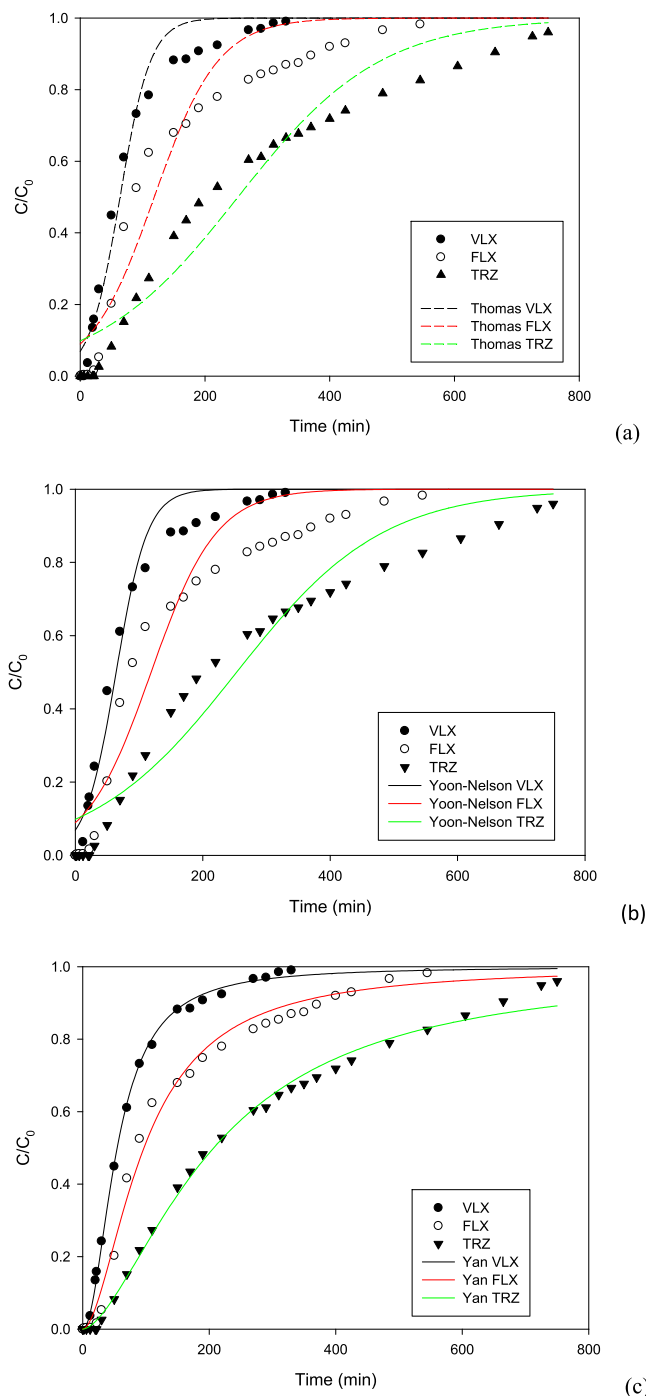 1.0
0.8
0.6
0.4
0.2
0.0
C/C0
0 200 400 600 800
Time (min)
VLX
FLX
TRZ
Thomas VLX
Thomas FLX
Thomas TRZ
(a)
1.0
0.8
0.6
0.4
0.2
0.0
C/C0
0 200 400 600 800
Time (min)
VLX
FLX
TRZ
Yoon-Nelson VLX
Yoon-Nelson FLX
Yoon-Nelson TRZ
(b)
1.0
0.8
0.6
0.4
0.2
0.0
C/C0
0 200 400 600 800
Time (min)
VLX
FLX
TRZ
Yan VLX
Yan FLX
Yan TRZ
(c)